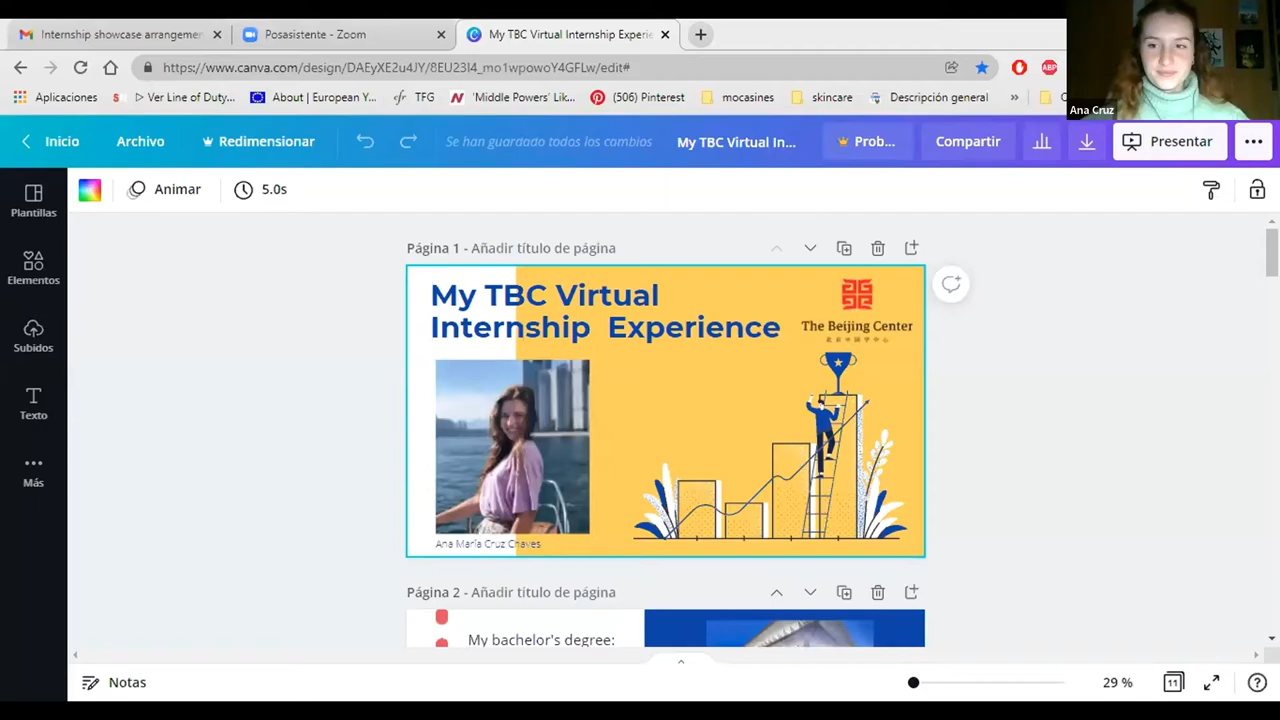 Internship showcase arrangemen
Posasistente - Zoom
My TBC Virtual Internship Experie
https://www.canva.com/design/DAEyXE2u4JY/8EU23I4_mo1wpowoY4GFLw/edit#
ABP
Aplicaciones
Ver Line of Duty...
About | European Y...
TFG
'Middle Powers' Lik...
(506) Pinterest
mocasines
skincare
Descripción general
»
Ana Cruz
Inicio
Archivo
Redimensionar
Se han guardado todos los cambios
My TBC Virtual In...
Prob...
Compartir
Presentar
Plantillas
Animar
5.0s
Elementos
Subidos
Texto
Más
Página 1 - Añadir título de página
My TBC Virtual
Internship Experience
The Beijing Center
Ana María Cruz Chaves
Página 2 - Añadir título de página
My bachelor's degree:
Notas
29 %
11